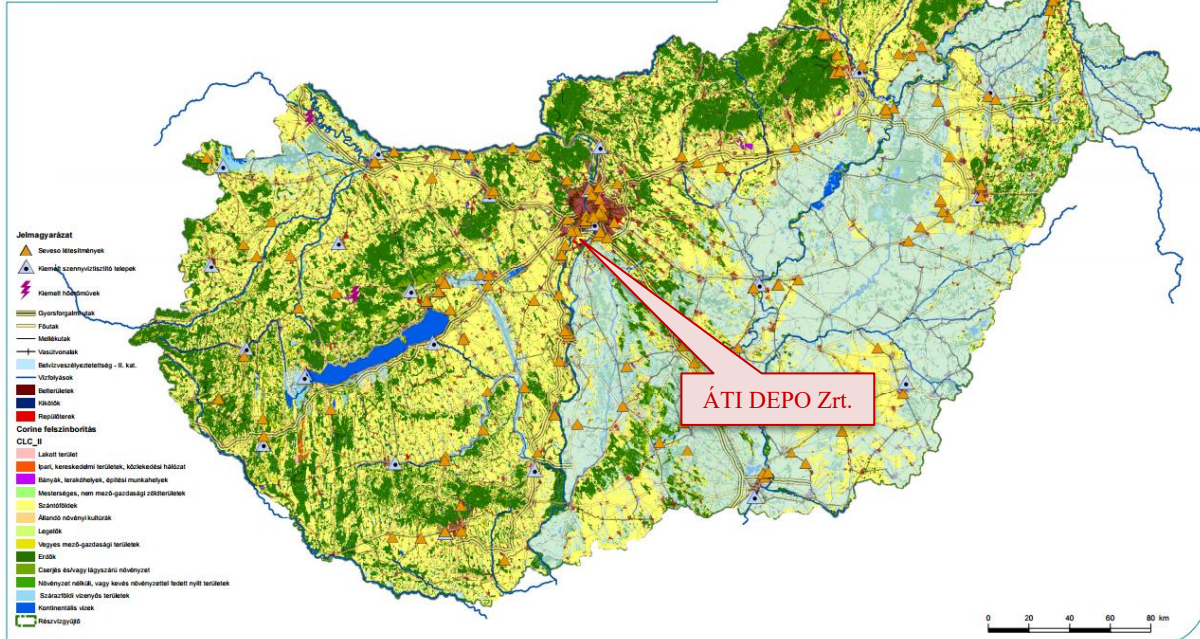 Jelmagyarázat
Seveso létesítmények
Kiemelt szennyvíztisztító telepek
Kiemelt hőerőművek
Gyorsforgalmi utak
Főutak
Mellékutak
Vasútvonalak
Belvízveszélyeztetettség - II. kat.
Vízfolyások
Belterületek
Kikötők
Repülőterek
Corine felszínborítás
CLC_II
Lakott terület
Ipari, kereskedelmi területek, közlekedési hálózat
Bányák, lerakóhelyek, építési munkahelyek
Mesterséges, nem mező-gazdasági zöldterületek
Szántóföldek
Állandó növényi kultúrák
Legelők
Vegyes mező-gazdasági területek
Erdők
Cserjés és/vagy lágyszárú növényzet
Növényzet nélküli, vagy kevés növényzettel fedett nyílt területek
Szárazföldi vizenyős területek
Kontinentális vizek
Részvízgyűjtő
ÁTI DEPO Zrt.
0 20 40 60 80 km